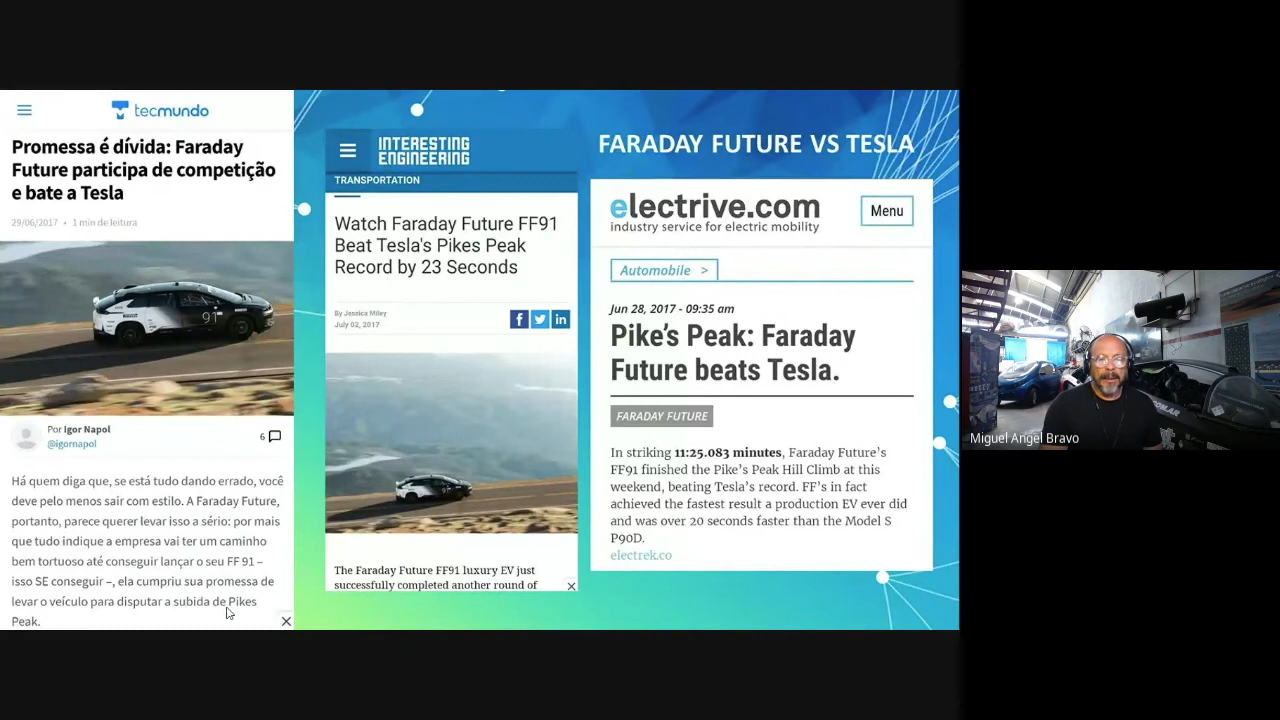 tecmundo
Promessa é dívida: Faraday
Future participa de competição
e bate a Tesla
29/06/2017 • 1 min de leitura
91
Por Igor Napol
@igornapol
6
Há quem diga que, se está tudo dando errado, você
deve pelo menos sair com estilo. A Faraday Future,
portanto, parece querer levar isso a sério: por mais
que tudo indique a empresa vai ter um caminho
bem tortuoso até conseguir lançar o seu FF 91 –
isso SE conseguir –, ela cumpriu sua promessa de
levar o veículo para disputar a subida de Pikes
Peak.
INTERESTING
ENGINEERING
TRANSPORTATION
Watch Faraday Future FF91
Beat Tesla's Pikes Peak
Record by 23 Seconds
By Jessica Miley
July 02, 2017
The Faraday Future FF91 luxury EV just
successfully completed another round of
FARADAY FUTURE VS TESLA
electrive.com
industry service for electric mobility
Menu
Automobile >
Jun 28, 2017 - 09:35 am
Pike's Peak: Faraday
Future beats Tesla.
FARADAY FUTURE
In striking 11:25.083 minutes, Faraday Future's
FF91 finished the Pike's Peak Hill Climb at this
weekend, beating Tesla's record. FF's in fact
achieved the fastest result a production EV ever did
and was over 20 seconds faster than the Model S
P90D.
electrek.co
Miguel Angel Bravo